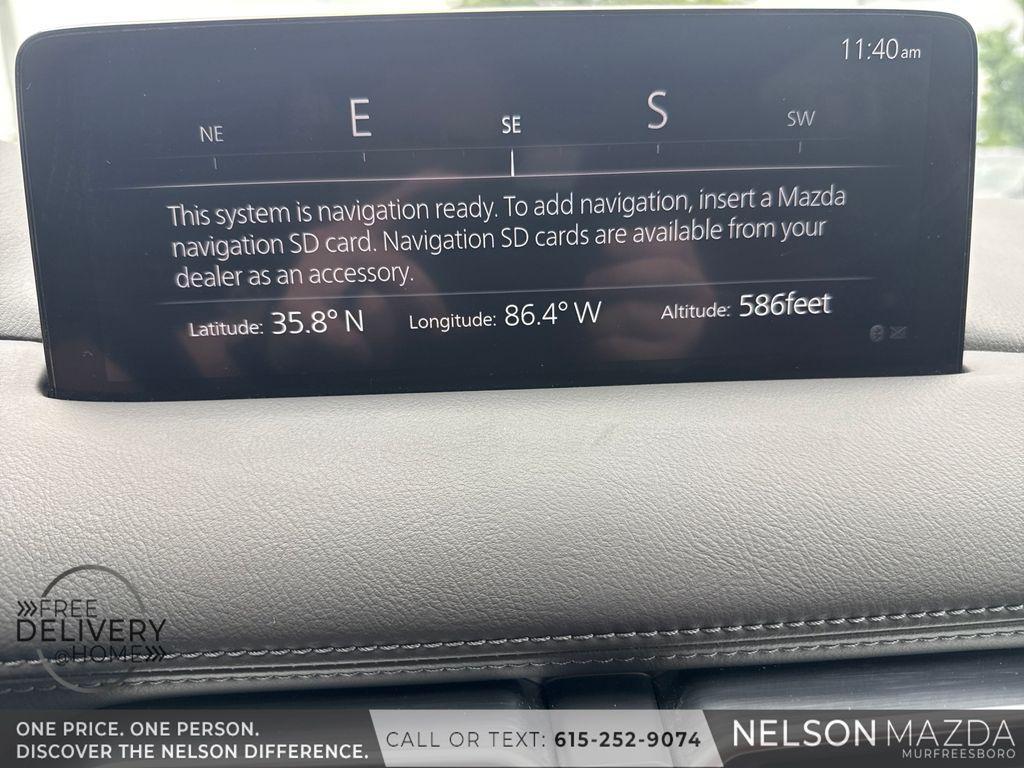 11:40am
NE E SE S SW
This system is navigation ready. To add navigation, insert a Mazda
navigation SD card. Navigation SD cards are available from your
dealer as an accessory.
Latitude: 35.8° N Longitude: 86.4° W Altitude: 586feet
FREE
DELIVERY
@HOME
ONE PRICE. ONE PERSON.
DISCOVER THE NELSON DIFFERENCE.
CALL OR TEXT: 615-252-9074
NELSON MAZDA
MURFREESBORO